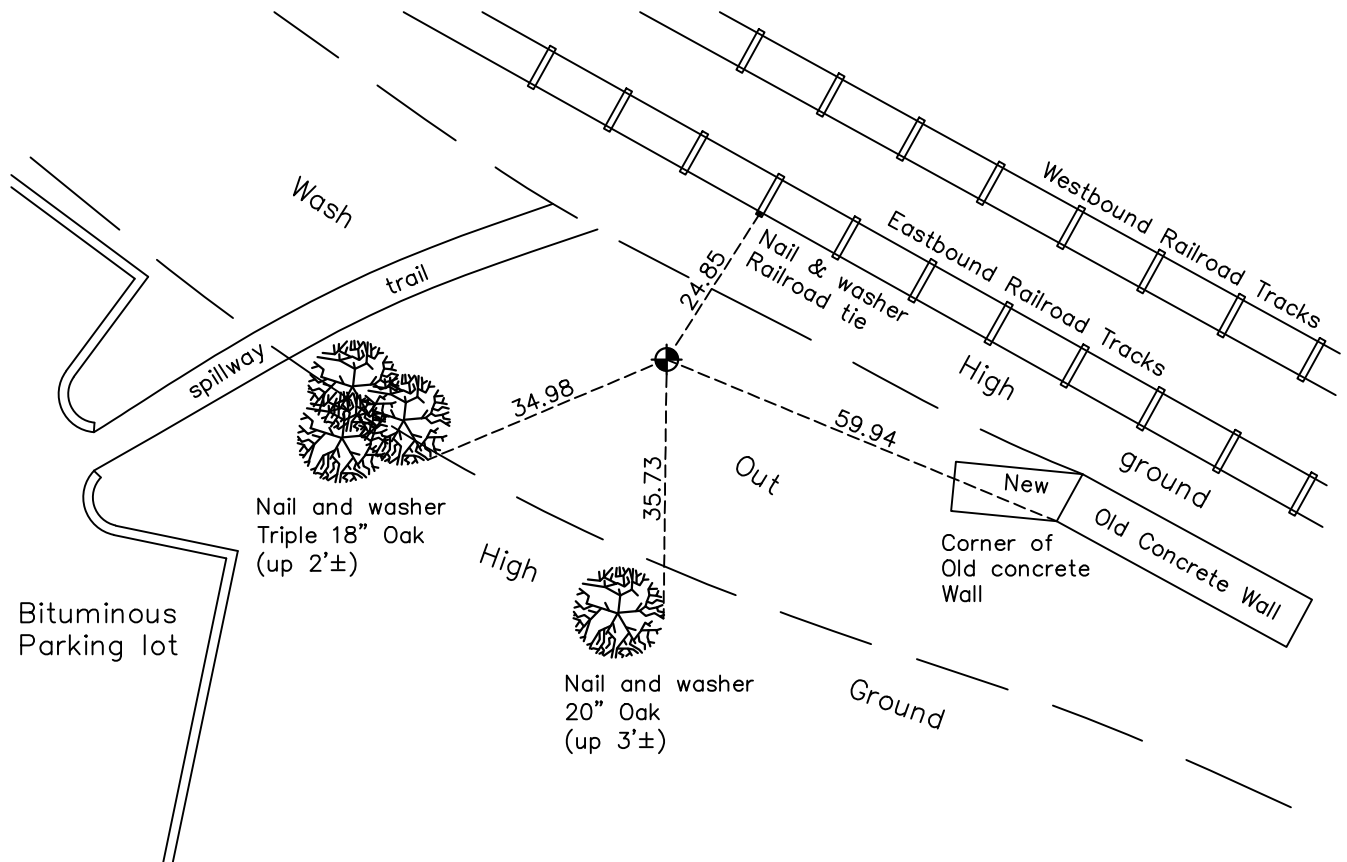 Wash
Westbound Railroad Tracks
Eastbound Railroad Tracks
Nail & washer
Railroad tie
trail
spillway
24.85
34.98
59.94
35.73
High
ground
Out
New
Old Concrete Wall
Corner of
Old concrete
Wall
Nail and washer
Triple 18” Oak
(up 2’±)
High
Ground
Bituminous
Parking lot
Nail and washer
20” Oak
(up 3’±)